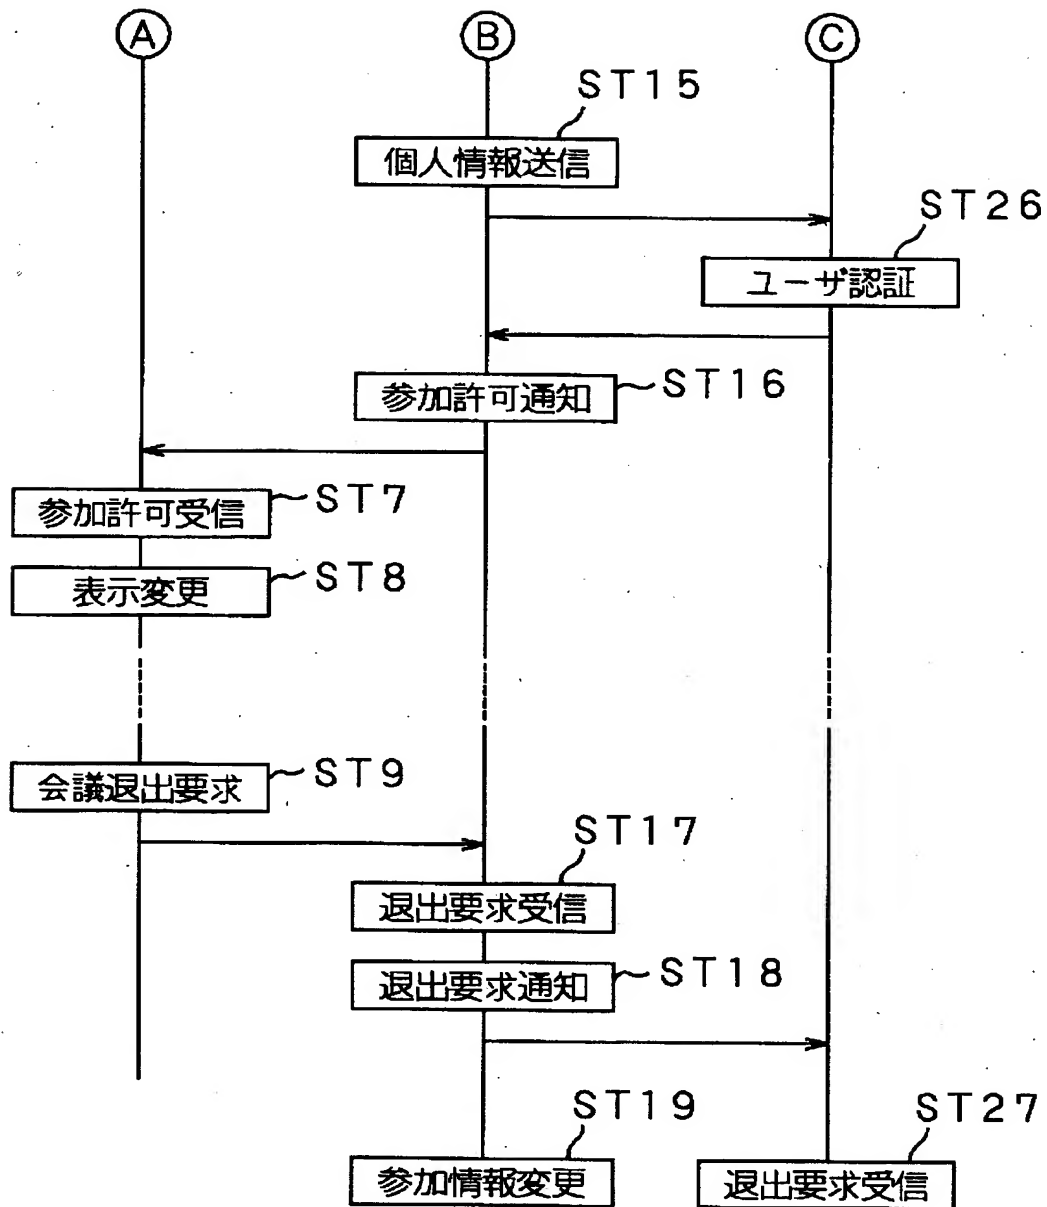 A B C
ST15
個人情報送信
ST26
ユーザ認証
参加許可通知 ST16
参加許可受信 ST7
表示変更 ST8
会議退出要求 ST9
ST17
退出要求受信
退出要求通知 ST18
ST19 ST27
参加情報変更 退出要求受信